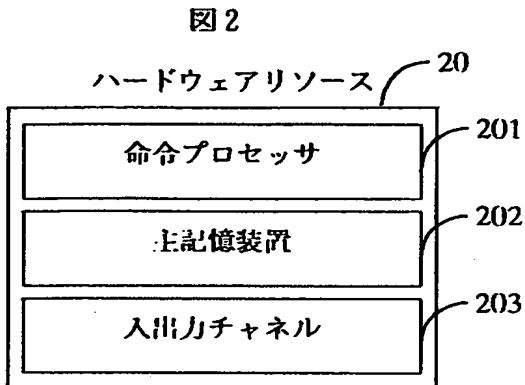 図2
ハードウェアリソース 20
命令プロセッサ 201
主記憶装置 202
入出力チャネル 203